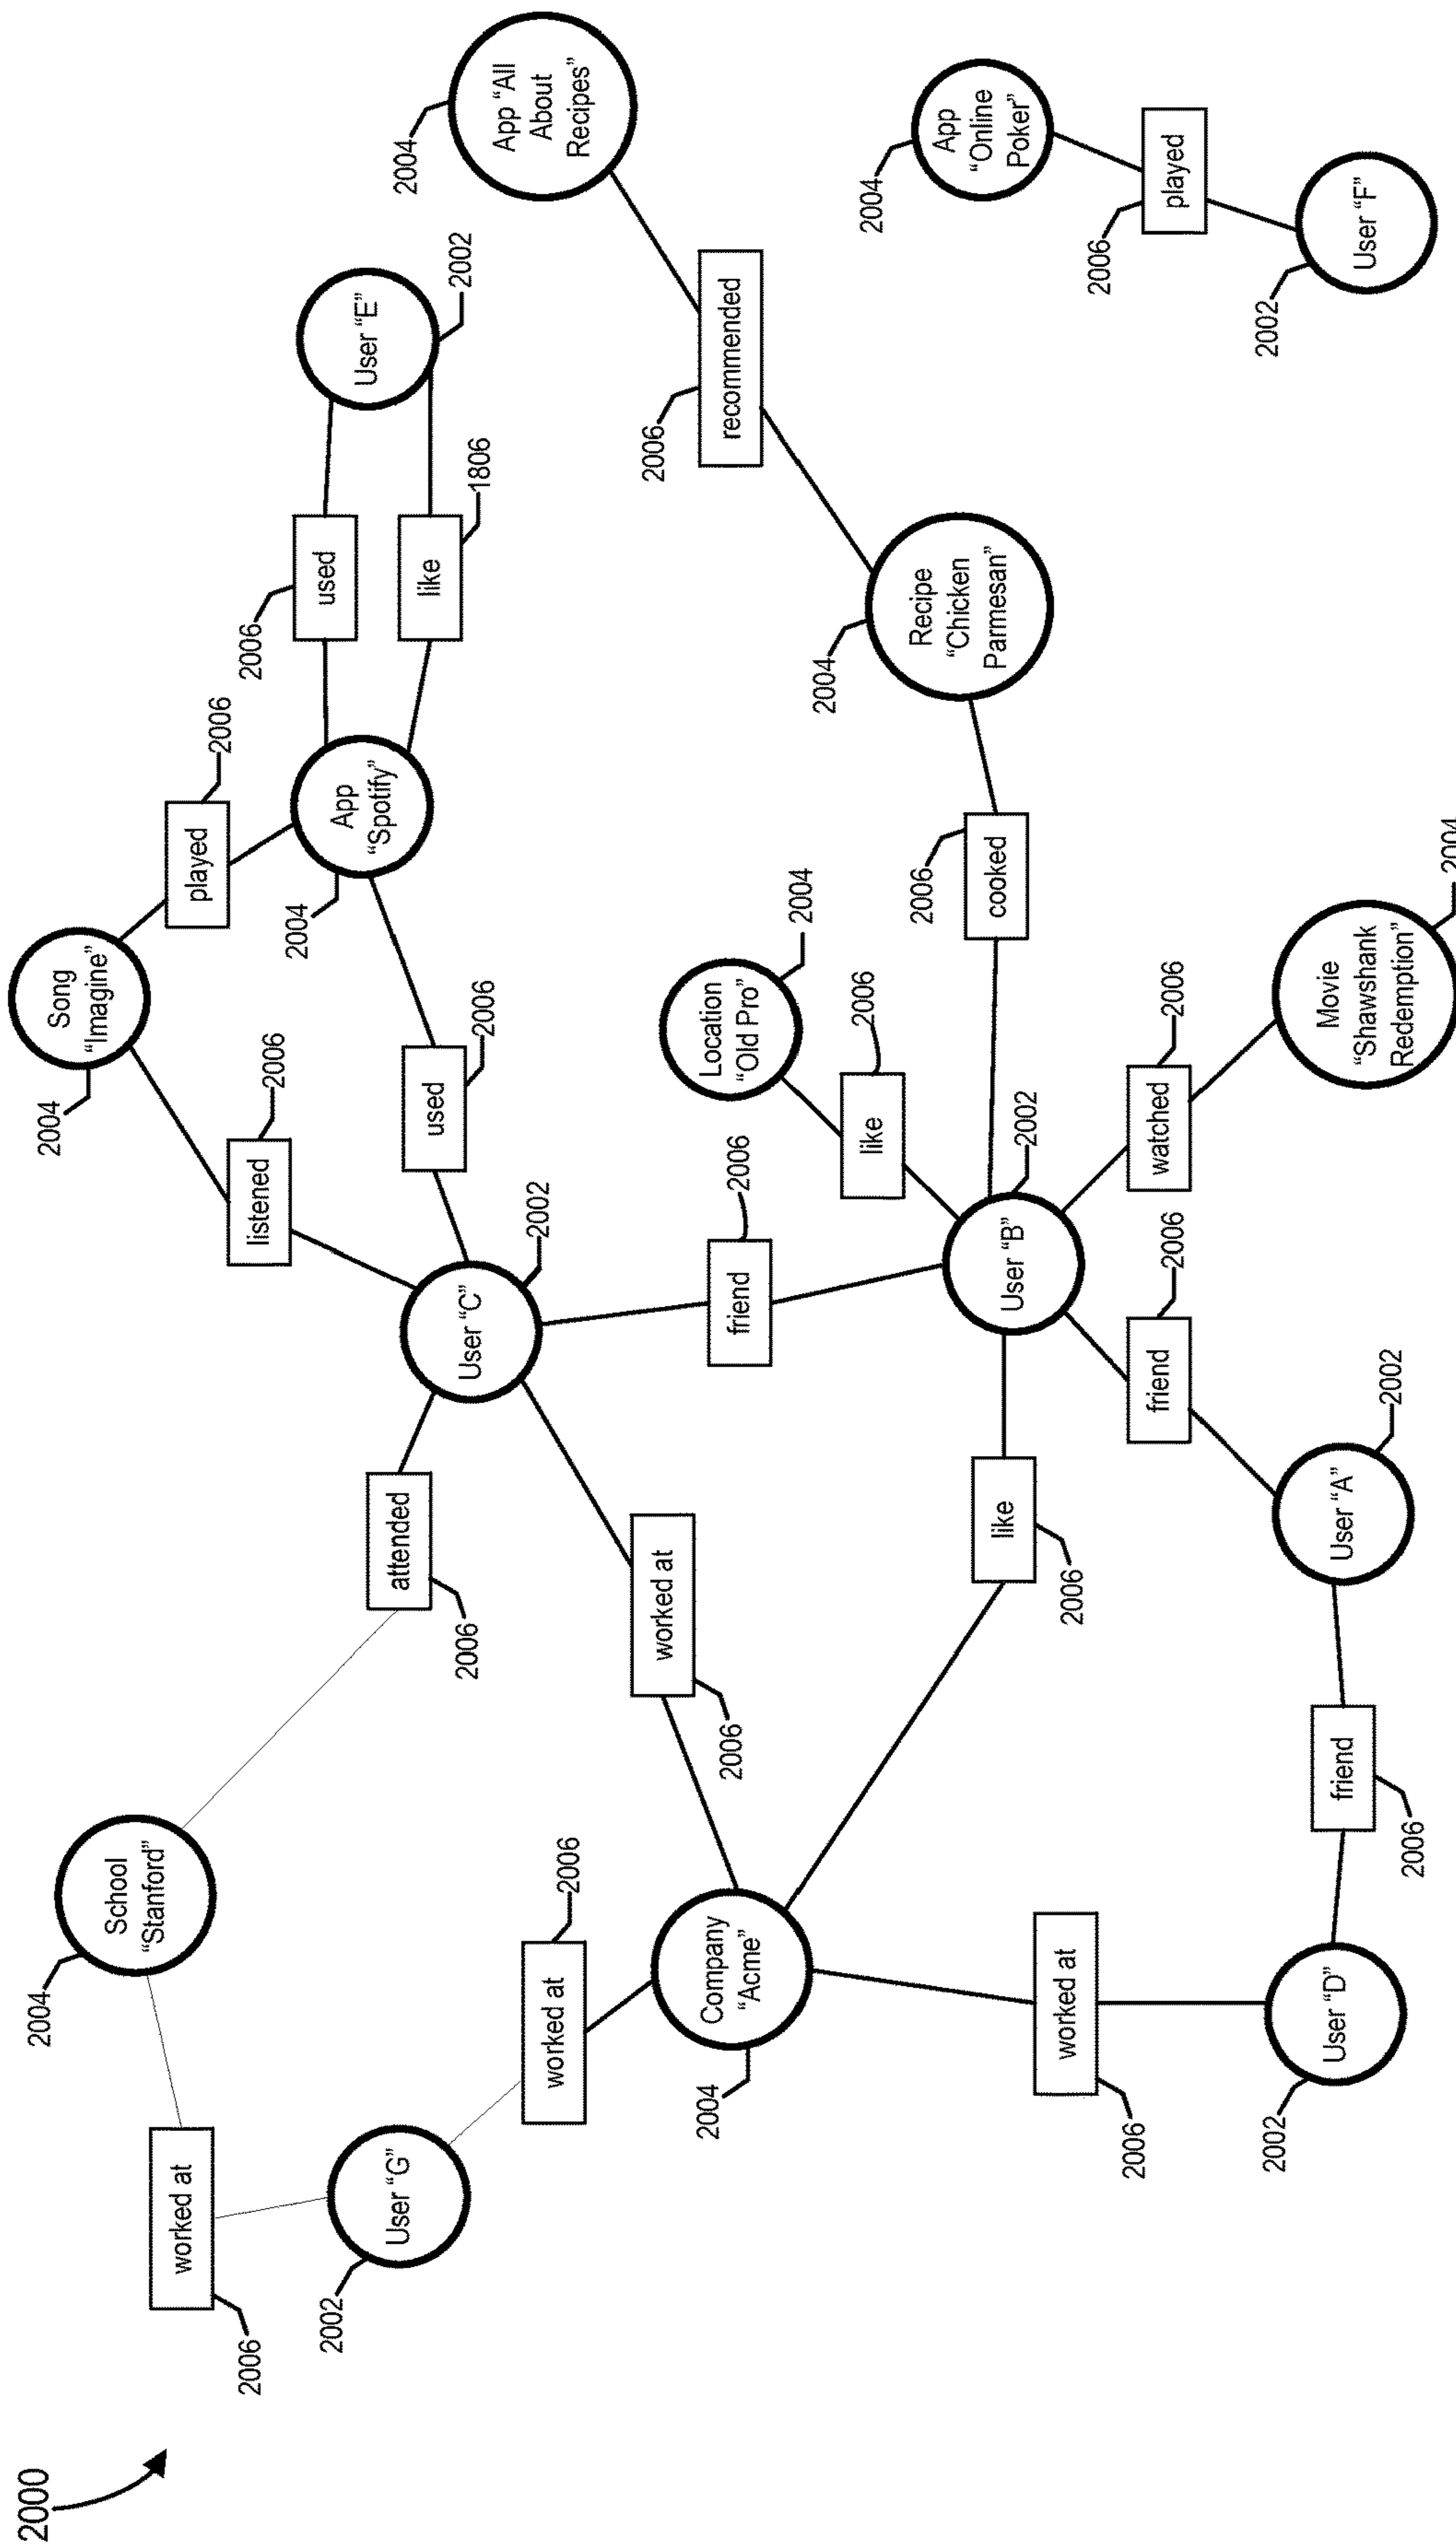 2000
2006
worked at
2004
School
“Stanford”
2002
User “G”
2006
attended
2004
Song
“Imagine”
2006
listened
played
2006
2006
worked at
User “C”
2002
used
2006
2004
App
“Spotify”
2006
used
like
1806
User “E”
2002
2004
Company
“Acme”
worked at
2006
friend
2006
Location
“Old Pro”
2004
like
2006
2004
App “All
About
Recipes”
2006
recommended
2006
worked at
like
2006
User “B”
2002
2006
cooked
2004
Recipe
“Chicken
Parmesan”
2002
User “D”
friend
2006
User “A”
2002
friend
2006
watched
2006
Movie
“Shawshank
Redemption”
2004
2004
App
“Online
Poker”
2006
played
2002
User “F”